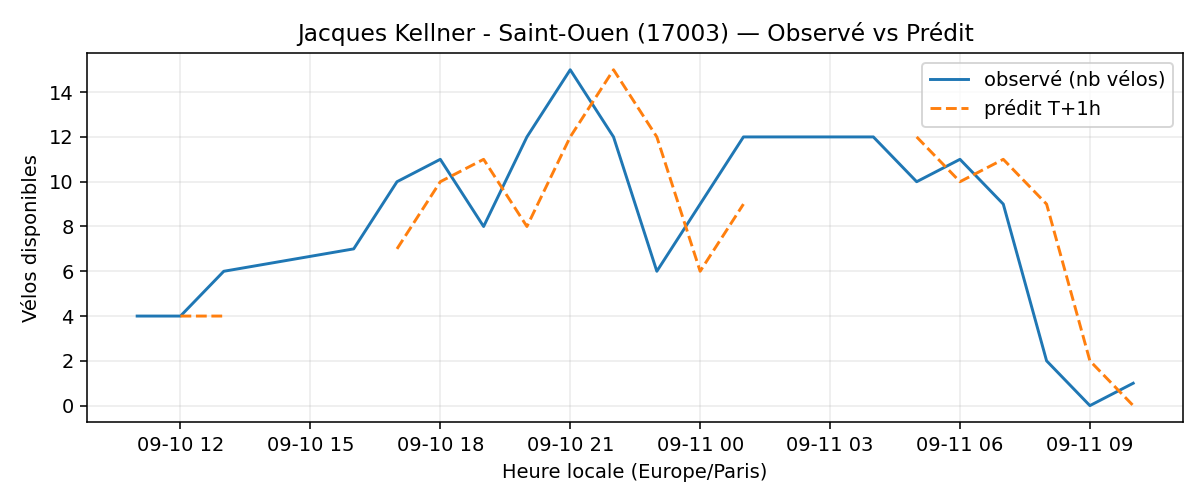 Jacques Kellner - Saint-Ouen (17003) — Observé vs Prédit
observé (nb vélos)
prédit T+1h
Vélos disponibles
14
12
10
8
6
4
2
0
09-10 12 09-10 15 09-10 18 09-10 21 09-11 00 09-11 03 09-11 06 09-11 09
Heure locale (Europe/Paris)